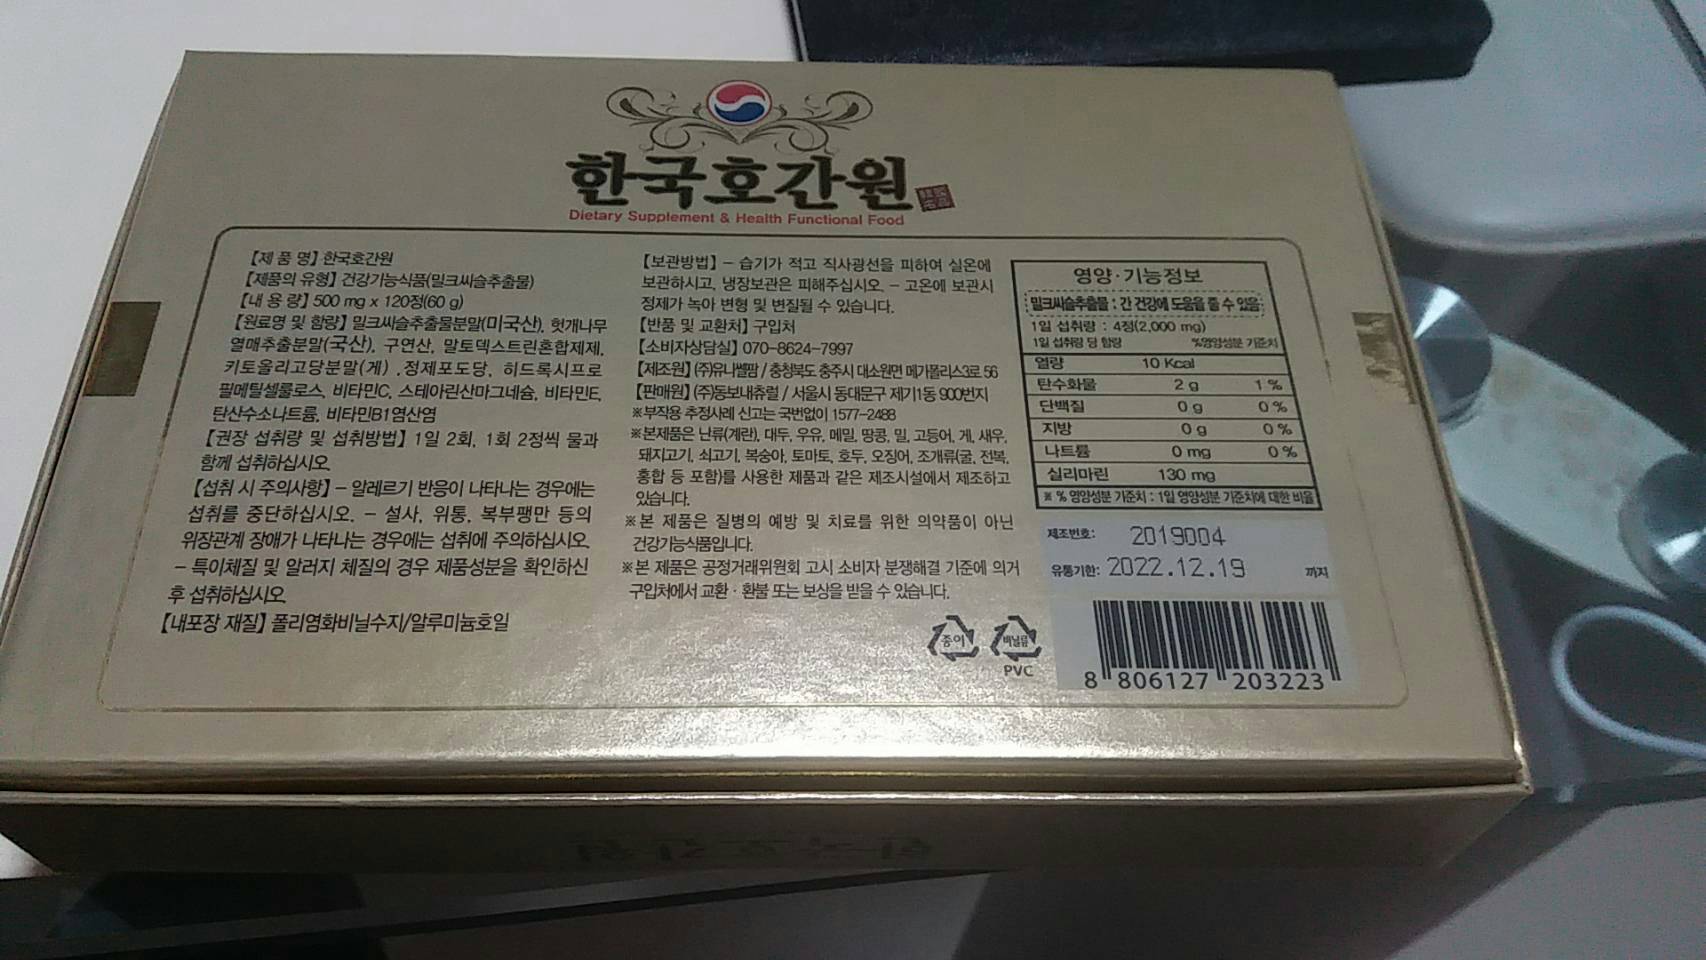 한국호간원
Dietary Supplement & Health Functional Food
【제 품 명】 한국호간원
【제품의 유형】 건강기능식품(밀크씨슬추출물)
【내 용 량】 500 mg x 120정(60 g)
【원료명 및 함량】 밀크씨슬추출물분말(미국산), 헛개나무
열매추출분말(국산), 구연산, 말토덱스트린혼합제제,
키토올리고당분말(게) ,정제포도당, 히드록시프로
필메틸셀룰로스, 비타민C, 스테아린산마그네슘, 비타민E,
탄산수소나트륨, 비타민B1염산염
【권장 섭취량 및 섭취방법】 1일 2회, 1회 2정씩 물과
함께 섭취하십시오.
【섭취 시 주의사항】 - 알레르기 반응이 나타나는 경우에는
섭취를 중단하십시오. - 설사, 위통, 복부팽만 등의
위장관계 장애가 나타나는 경우에는 섭취에 주의하십시오.
- 특이체질 및 알러지 체질의 경우 제품성분을 확인하신
후 섭취하십시오.
【내포장 재질】 폴리염화비닐수지/알루미늄호일
【보관방법】 - 습기가 적고 직사광선을 피하여 실온에
보관하시고, 냉장보관은 피해주십시오. - 고온에 보관시
정제가 녹아 변형 및 변질될 수 있습니다.
【반품 및 교환처】 구입처
【소비자상담실】 070-8624-7997
【제조원】 (주)유니쎌팜 / 충청북도 충주시 대소원면 메가폴리스3로 56
【판매원】 (주)동보내츄럴 / 서울시 동대문구 제기1동 900번지
※부작용 추정사례 신고는 국번없이 1577-2488
※본제품은 난류(계란), 대두, 우유, 메밀, 땅콩, 밀, 고등어, 게, 새우,
돼지고기, 쇠고기, 복숭아, 토마토, 호두, 오징어, 조개류(굴, 전복,
홍합 등 포함)를 사용한 제품과 같은 제조시설에서 제조하고
있습니다.
※본 제품은 질병의 예방 및 치료를 위한 의약품이 아닌
건강기능식품입니다.
※본 제품은 공정거래위원회 고시 소비자 분쟁해결 기준에 의거
구입처에서 교환 · 환불 또는 보상을 받을 수 있습니다.
종이 비닐류
PVC
영양·기능정보
밀크씨슬추출물 : 간 건강에 도움을 줄 수 있음
1일 섭취량 : 4정(2,000 mg)
1일 섭취량 당 함량 %영양성분 기준치
열량 10 Kcal
탄수화물 2 g 1 %
단백질 0 g 0 %
지방 0 g 0 %
나트륨 0 mg 0 %
실리마린 130 mg
※ % 영양성분 기준치 : 1일 영양성분 기준치에 대한 비율
제조번호: 2019004
유통기한: 2022.12.19 까지
8 806127 203223